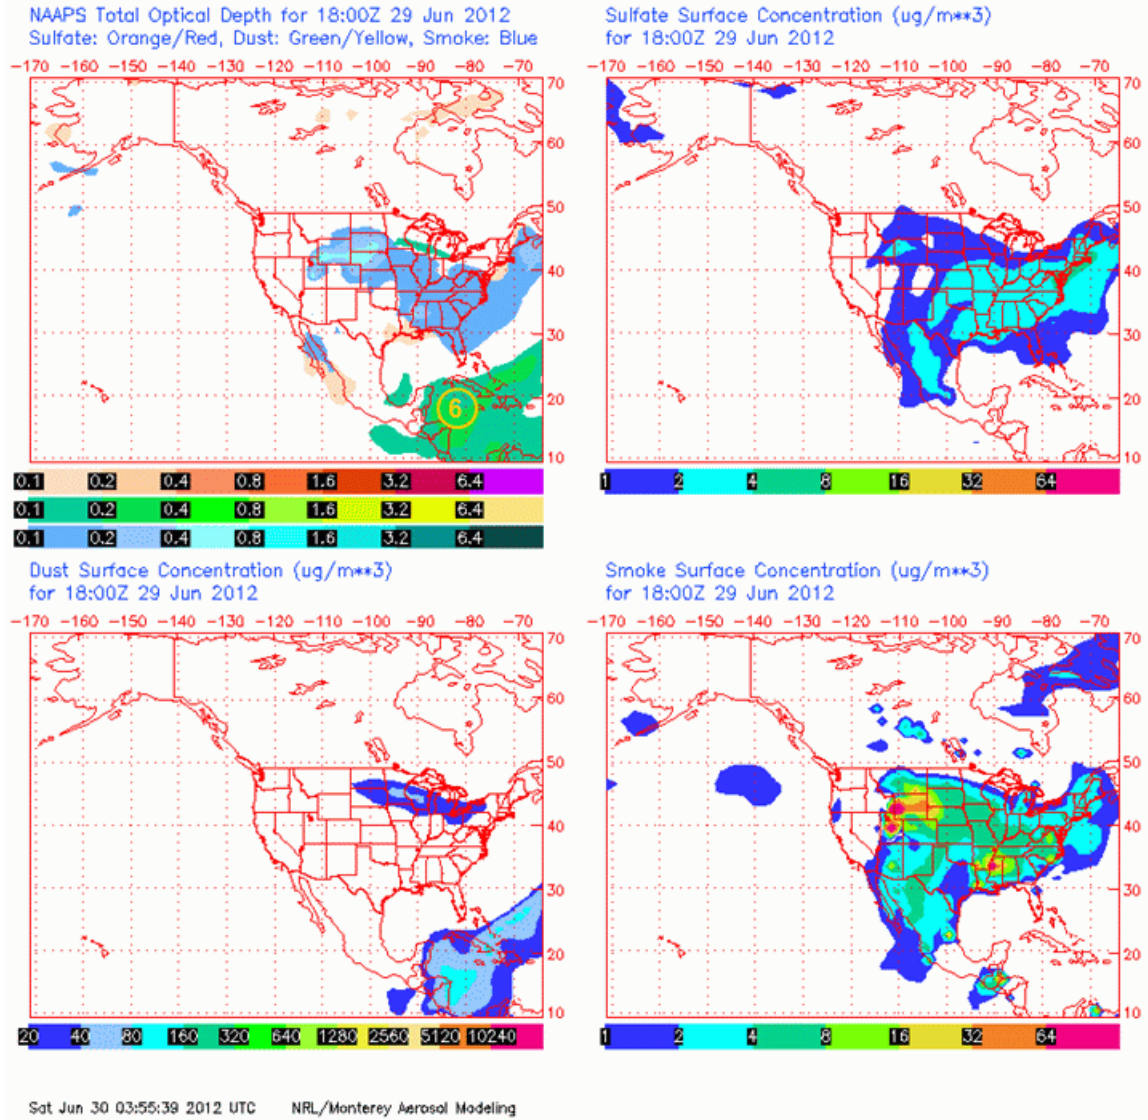 NAAPS Total Optical Depth for 18:00Z 29 Jun 2012
Sulfate: Orange/Red, Dust: Green/Yellow, Smoke: Blue
-170 -160 -150 -140 -130 -120 -110 -100 -90 -80 -70
70
60
50
40
30
20
10
6
0.1 0.2 0.4 0.8 1.6 3.2 6.4
0.1 0.2 0.4 0.8 1.6 3.2 6.4
0.1 0.2 0.4 0.8 1.6 3.2 6.4
Sulfate Surface Concentration (ug/m**3)
for 18:00Z 29 Jun 2012
-170 -150 -140 -130 -120 -110 -100 -90 -80 -70
70
60
50
40
30
20
10
1 2 4 8 16 32 64
Dust Surface Concentration (ug/m**3)
for 18:00Z 29 Jun 2012
-170 -160 -150 -140 -130 -120 -110 -100 -90 -80 -70
70
60
50
40
30
20
10
20 40 80 160 320 640 1280 2560 5120 10240
Smoke Surface Concentration (ug/m**3)
for 18:00Z 29 Jun 2012
-170 -150 -140 -130 -120 -110 -100 -90 -80 -70
70
60
50
40
30
20
10
1 2 4 8 16 32 64
Sat Jun 30 03:55:39 2012 UTC NRL/Monterey Aerosol Modeling